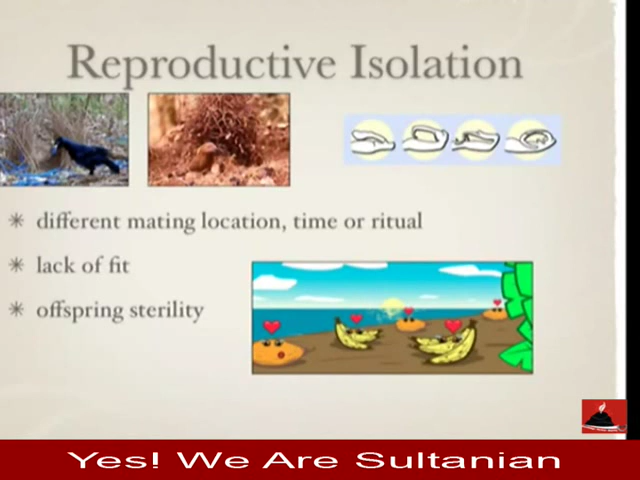 Reproductive Isolation
✳ different mating location, time or ritual
✳ lack of fit
✳ offspring sterility
Yes! We Are Sultanian